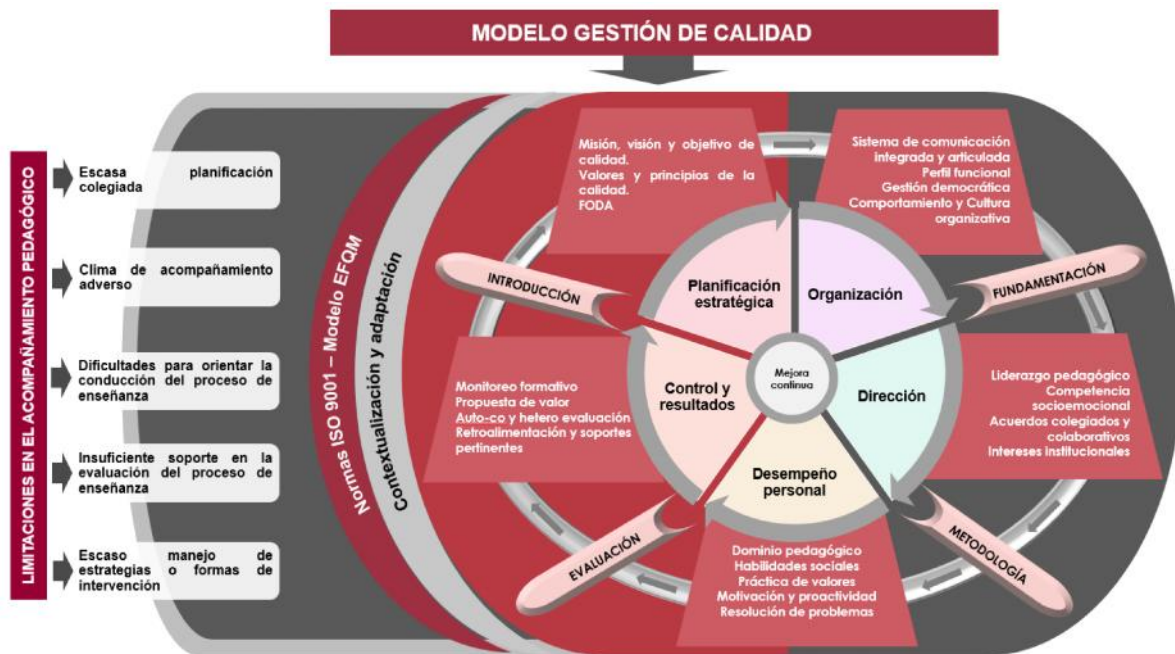 MODELO GESTIÓN DE CALIDAD
LIMITACIONES EN EL ACOMPAÑAMIENTO PEDAGÓGICO
Escasa planificación
colegiada
Clima de acompañamiento
adverso
Dificultades para orientar la
conducción del proceso de
enseñanza
Insuficiente soporte en la
evaluación del proceso de
enseñanza
Escaso manejo de
estrategias o formas de
intervención
Normas ISO 9001 – Modelo EFQM
Contextualización y adaptación
Misión, visión y objetivo de
calidad.
Valores y principios de la
calidad.
FODA
Sistema de comunicación
integrada y articulada
Perfil funcional
Gestión democrática
Comportamiento y Cultura
organizativa
INTRODUCCIÓN
FUNDAMENTACIÓN
Planificación
estratégica
Organización
Monitoreo formativo
Propuesta de valor
Auto-co y hetero evaluación
Retroalimentación y soportes
pertinentes
Control y
resultados
Mejora
continua
Dirección
Liderazgo pedagógico
Competencia
socioemocional
Acuerdos colegiados y
colaborativos
Intereses institucionales
Desempeño
personal
EVALUACIÓN
METODOLOGÍA
Dominio pedagógico
Habilidades sociales
Práctica de valores
Motivación y proactividad
Resolución de problemas